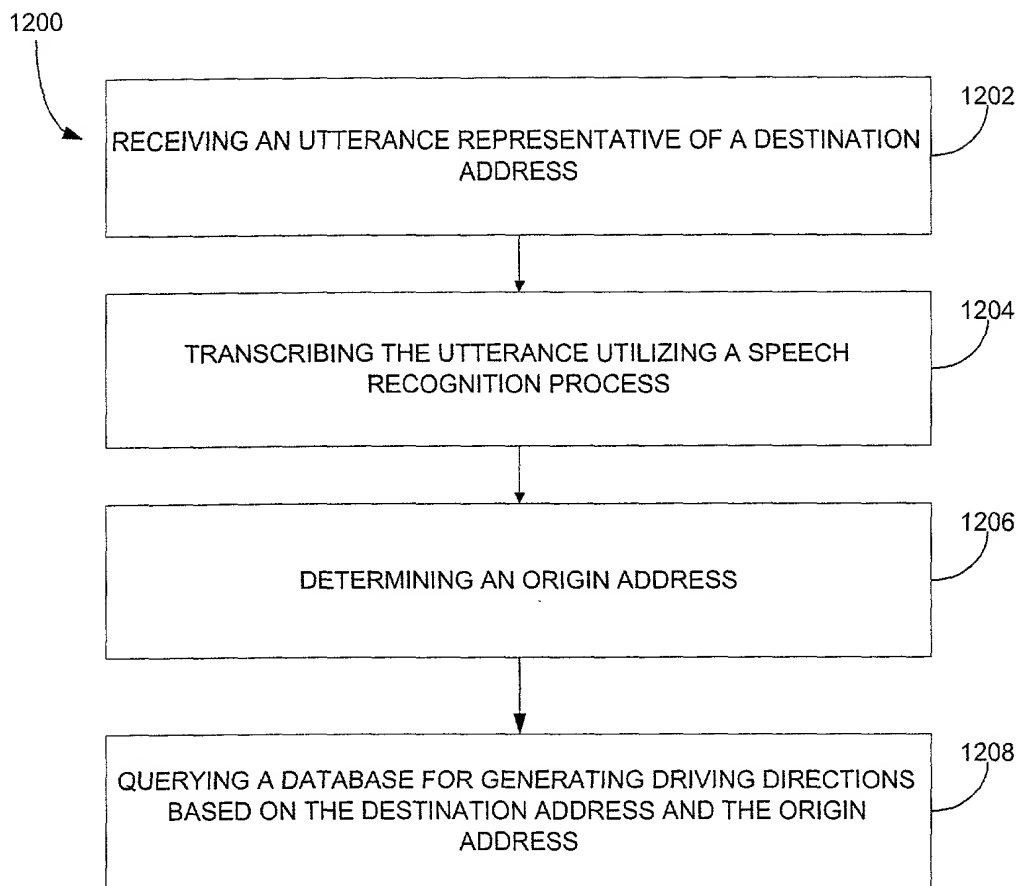 1200
1202
RECEIVING AN UTTERANCE REPRESENTATIVE OF A DESTINATION
ADDRESS
1204
TRANSCRIBING THE UTTERANCE UTILIZING A SPEECH
RECOGNITION PROCESS
1206
DETERMINING AN ORIGIN ADDRESS
1208
QUERYING A DATABASE FOR GENERATING DRIVING DIRECTIONS
BASED ON THE DESTINATION ADDRESS AND THE ORIGIN
ADDRESS